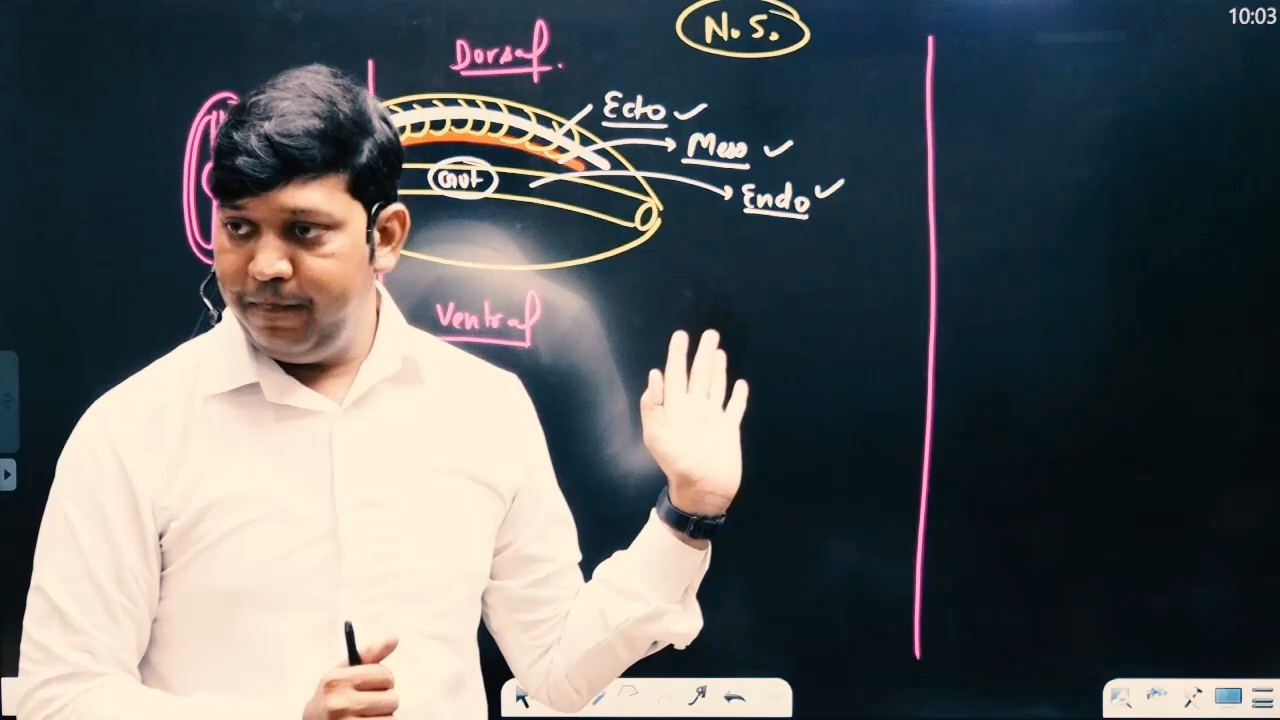 10:03
N.S.
Dorsal.
Ecto ✓
Meso ✓
Gut
Endo ✓
Ventral